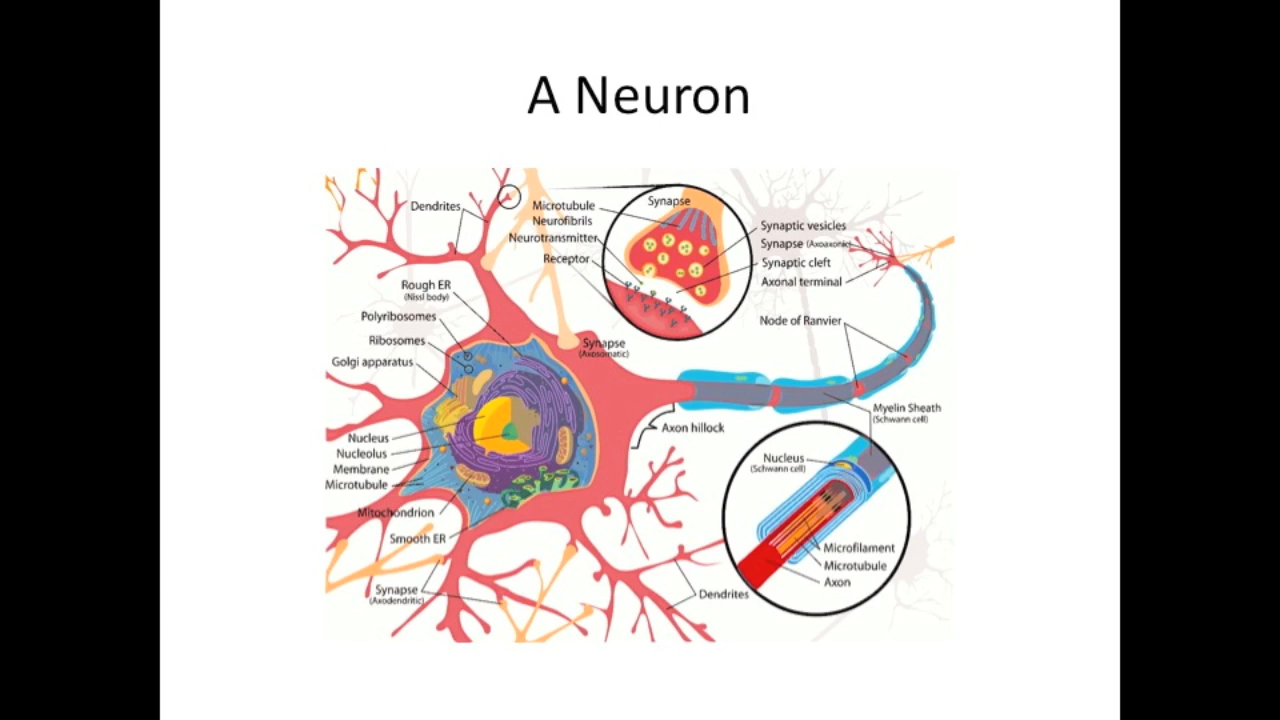 A Neuron
Dendrites
Microtubule
Neurofibrils
Neurotransmitter
Receptor
Synapse
Synaptic vesicles
Synapse (Axoaxonic)
Synaptic cleft
Axonal terminal
Rough ER
(Nissl body)
Polyribosomes
Ribosomes
Golgi apparatus
Synapse
(Axosomatic)
Node of Ranvier
Myelin Sheath
(Schwann cell)
Axon hillock
Nucleus
Nucleolus
Membrane
Microtubule
Mitochondrion
Smooth ER
Synapse
(Axodendritic)
Nucleus
(Schwann cell)
Microfilament
Microtubule
Axon
Dendrites